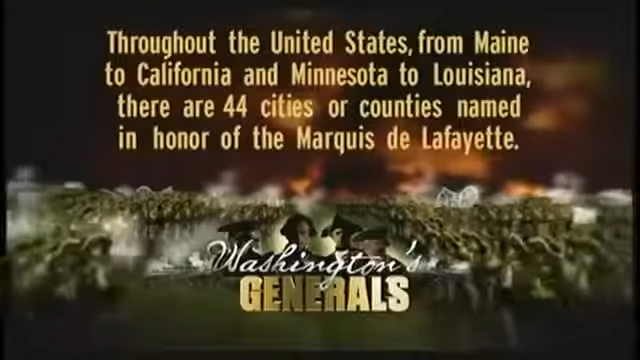 Throughout the United States, from Maine
to California and Minnesota to Louisiana,
there are 44 cities or counties named
in honor of the Marquis de Lafayette.
Washington's
GENERALS